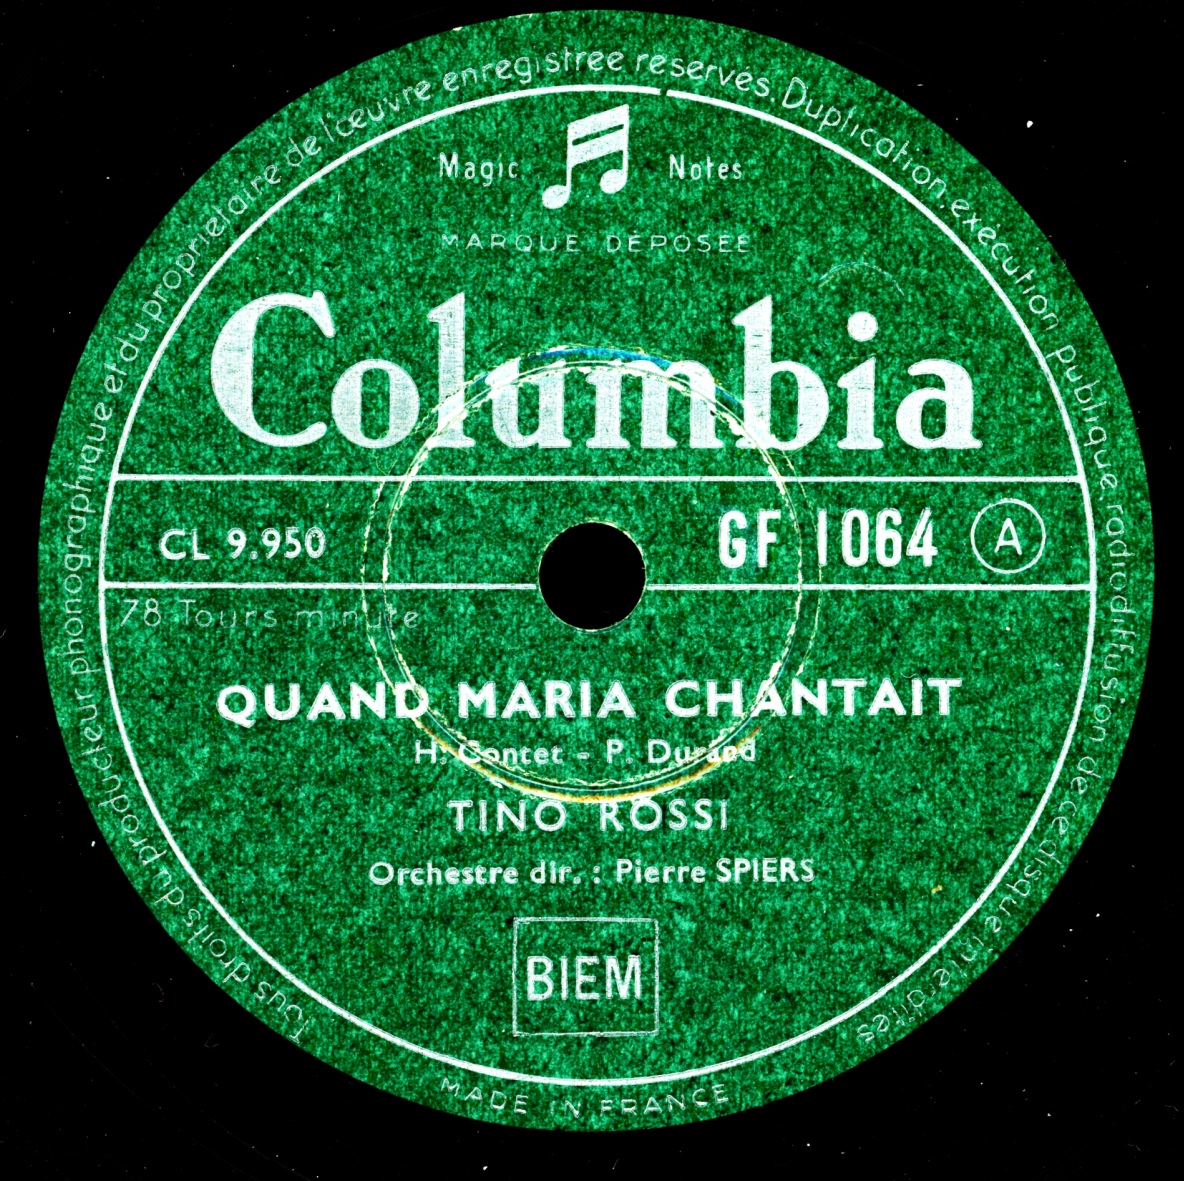 Tous droits du producteur phonographique et du propriétaire de l'œuvre enregistrée réservés. Duplication, exécution publique, radiodiffusion de ce disque interdites
Magic Notes
MARQUE DÉPOSÉE
Columbia
CL 9.950 GF 1064 A
78 Tours minute
QUAND MARIA CHANTAIT
H. Contet - P. Durand
TINO ROSSI
Orchestre dir. : Pierre SPIERS
BIEM
MADE IN FRANCE